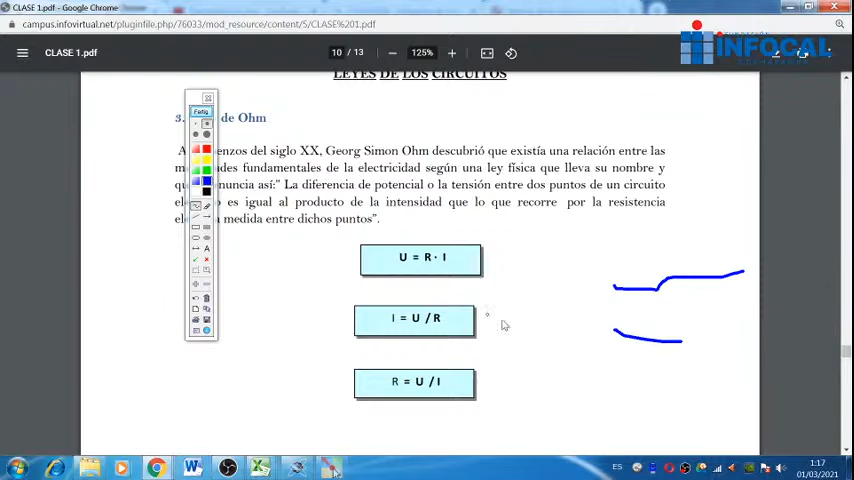 CLASE 1.pdf - Google Chrome
campus.infovirtual.net/pluginfile.php/76033/mod_resource/content/5/CLASE%201.pdf
CLASE 1.pdf
10 / 13
125%
INFOCAL
LEYES DE LOS CIRCUITOS
3.
de Ohm
Fertig
enzos del siglo XX, Georg Simon Ohm descubrió que existía una relación entre las
des fundamentales de la electricidad según una ley física que lleva su nombre y
nuncia así:" La diferencia de potencial o la tensión entre dos puntos de un circuito
es igual al producto de la intensidad que lo que recorre por la resistencia
a medida entre dichos puntos".
U = R · I
I = U / R
R = U / I
ES
1:17
01/03/2021